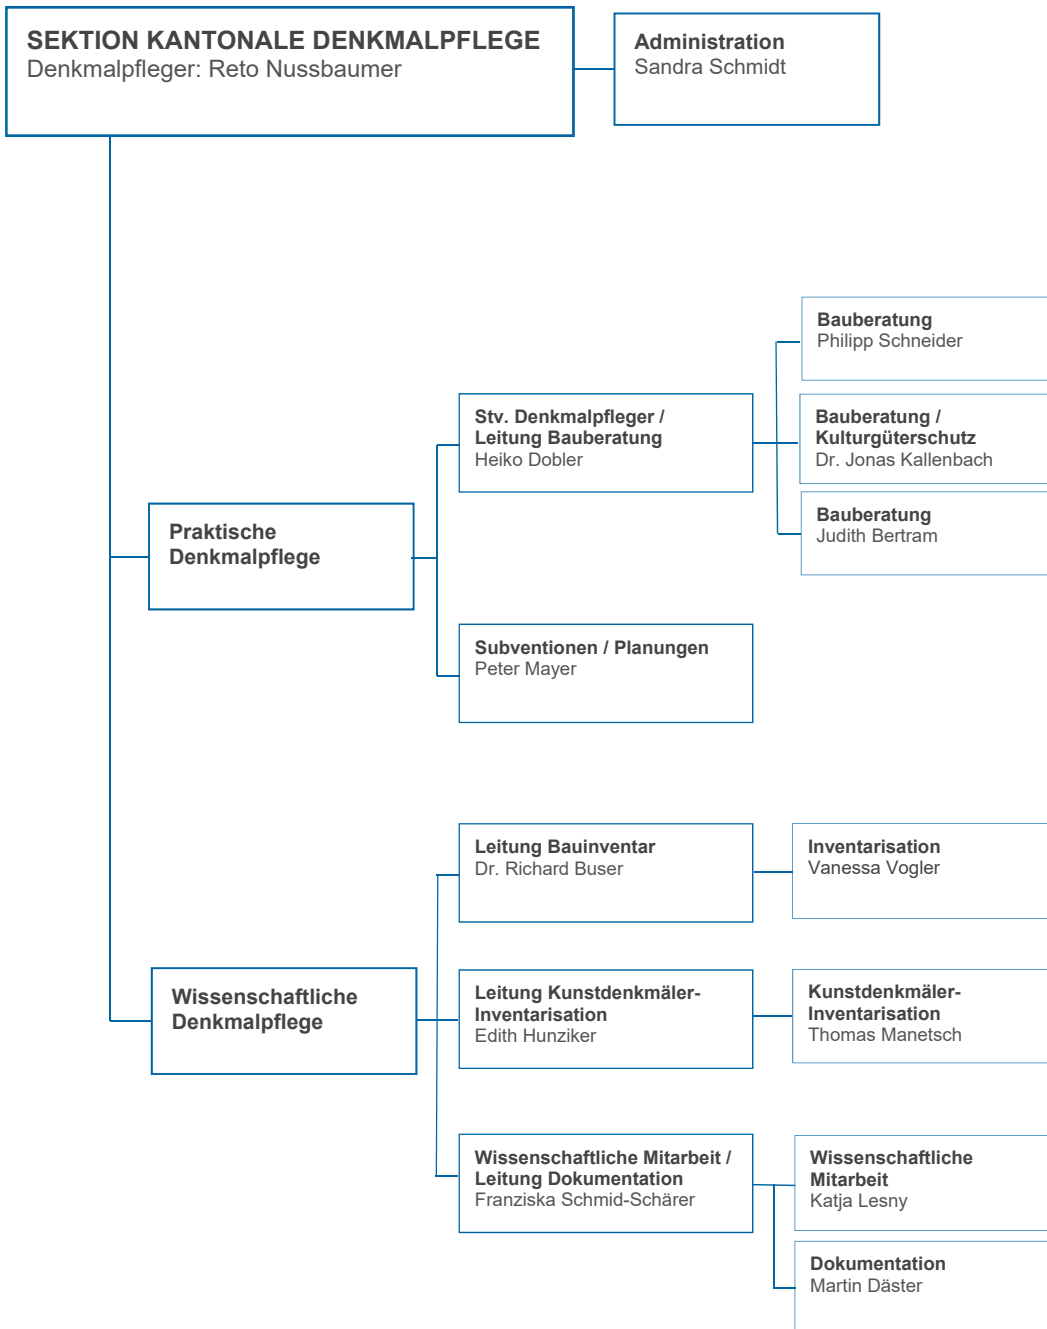 SEKTION KANTONALE DENKMALPFLEGE
Denkmalpfleger: Reto Nussbaumer
Administration
Sandra Schmidt
Bauberatung
Philipp Schneider
Stv. Denkmalpfleger /
Leitung Bauberatung
Heiko Dobler
Bauberatung /
Kulturgüterschutz
Dr. Jonas Kallenbach
Bauberatung
Judith Bertram
Praktische
Denkmalpflege
Subventionen / Planungen
Peter Mayer
Leitung Bauinventar
Dr. Richard Buser
Inventarisation
Vanessa Vogler
Wissenschaftliche
Denkmalpflege
Leitung Kunstdenkmäler-
Inventarisation
Edith Hunziker
Kunstdenkmäler-
Inventarisation
Thomas Manetsch
Wissenschaftliche Mitarbeit /
Leitung Dokumentation
Franziska Schmid-Schärer
Wissenschaftliche
Mitarbeit
Katja Lesny
Dokumentation
Martin Däster